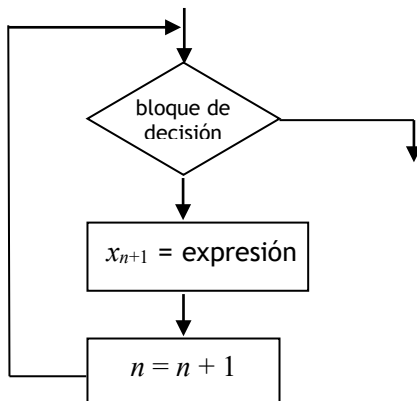 bloque de
decisión
xₙ₊₁ = expresión
n = n + 1